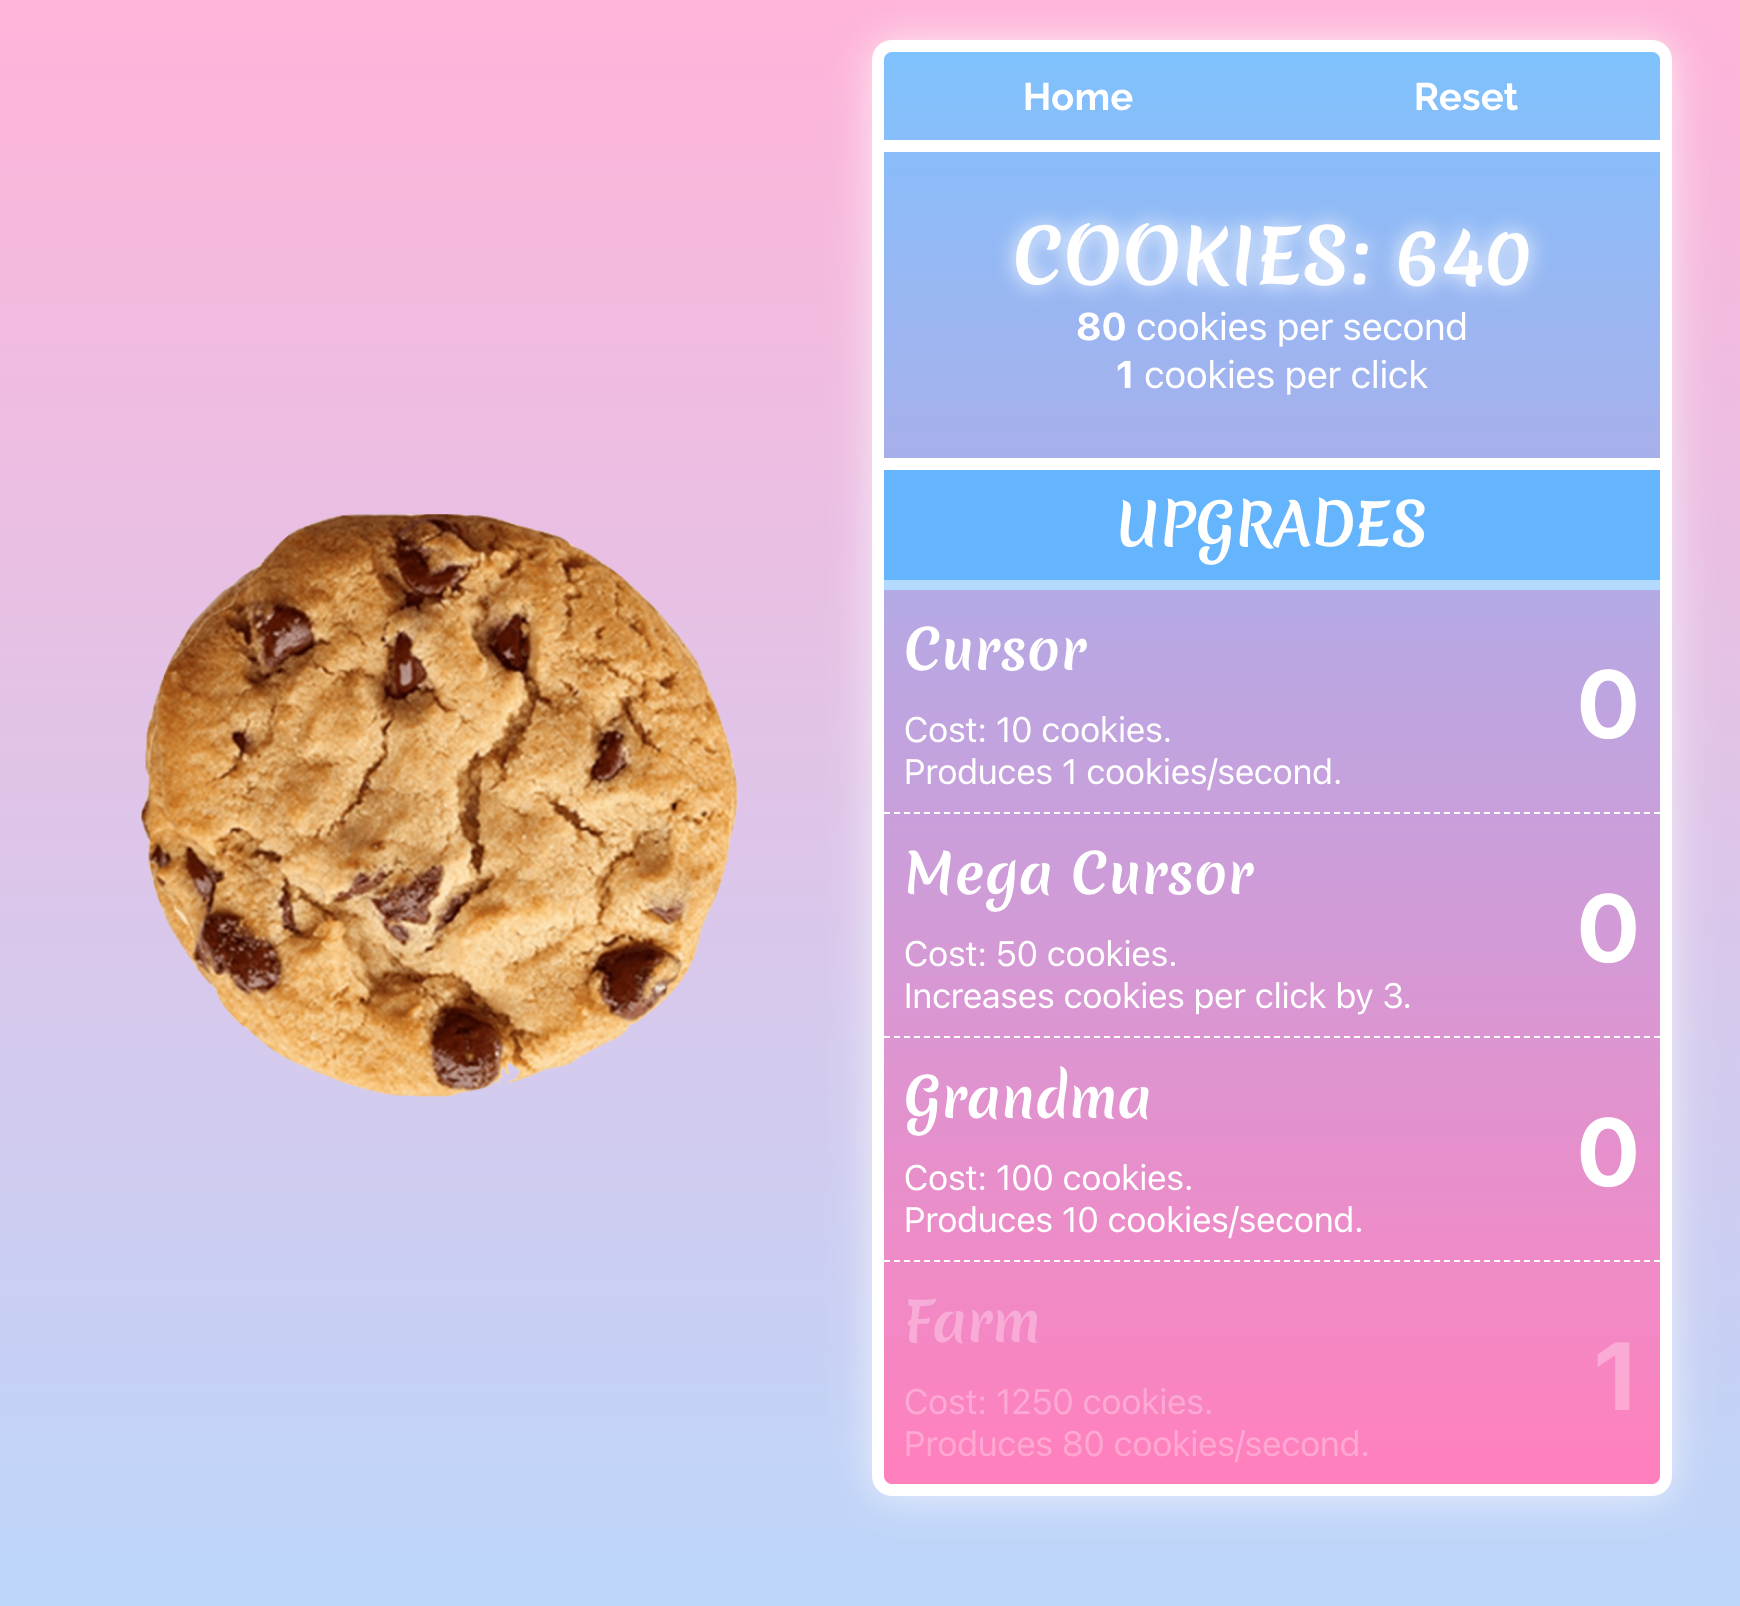 Home
Reset
COOKIES: 640
80 cookies per second
1 cookies per click
UPGRADES
Cursor
0
Cost: 10 cookies.
Produces 1 cookies/second.
Mega Cursor
0
Cost: 50 cookies.
Increases cookies per click by 3.
Grandma
0
Cost: 100 cookies.
Produces 10 cookies/second.
Farm
1
Cost: 1250 cookies.
Produces 80 cookies/second.